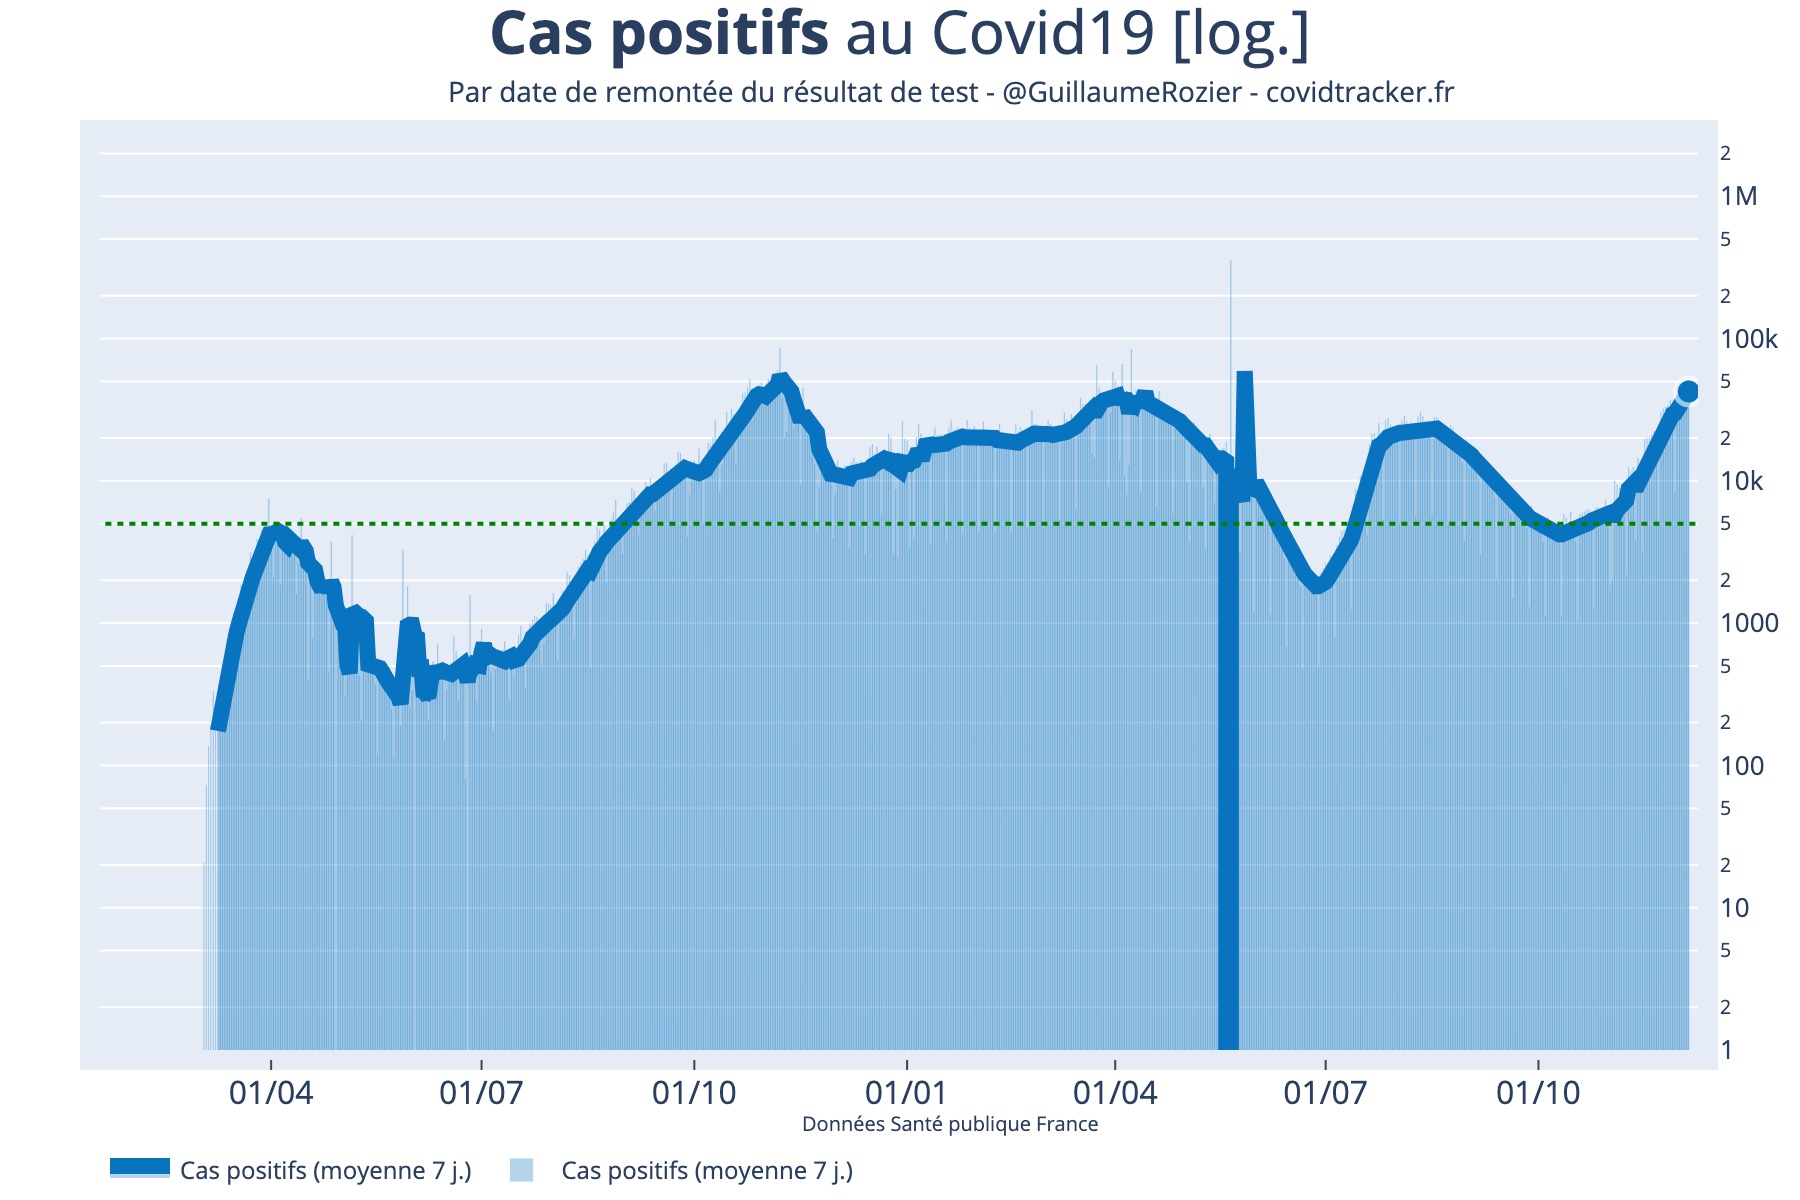 Cas positifs au Covid19 [log.]
Par date de remontée du résultat de test - @GuillaumeRozier - covidtracker.fr
2
1M
5
2
100k
5
2
10k
5
2
1000
5
2
100
5
2
10
5
2
1
01/04 01/07 01/10 01/01 01/04 01/07 01/10
Données Santé publique France
Cas positifs (moyenne 7 j.) Cas positifs (moyenne 7 j.)